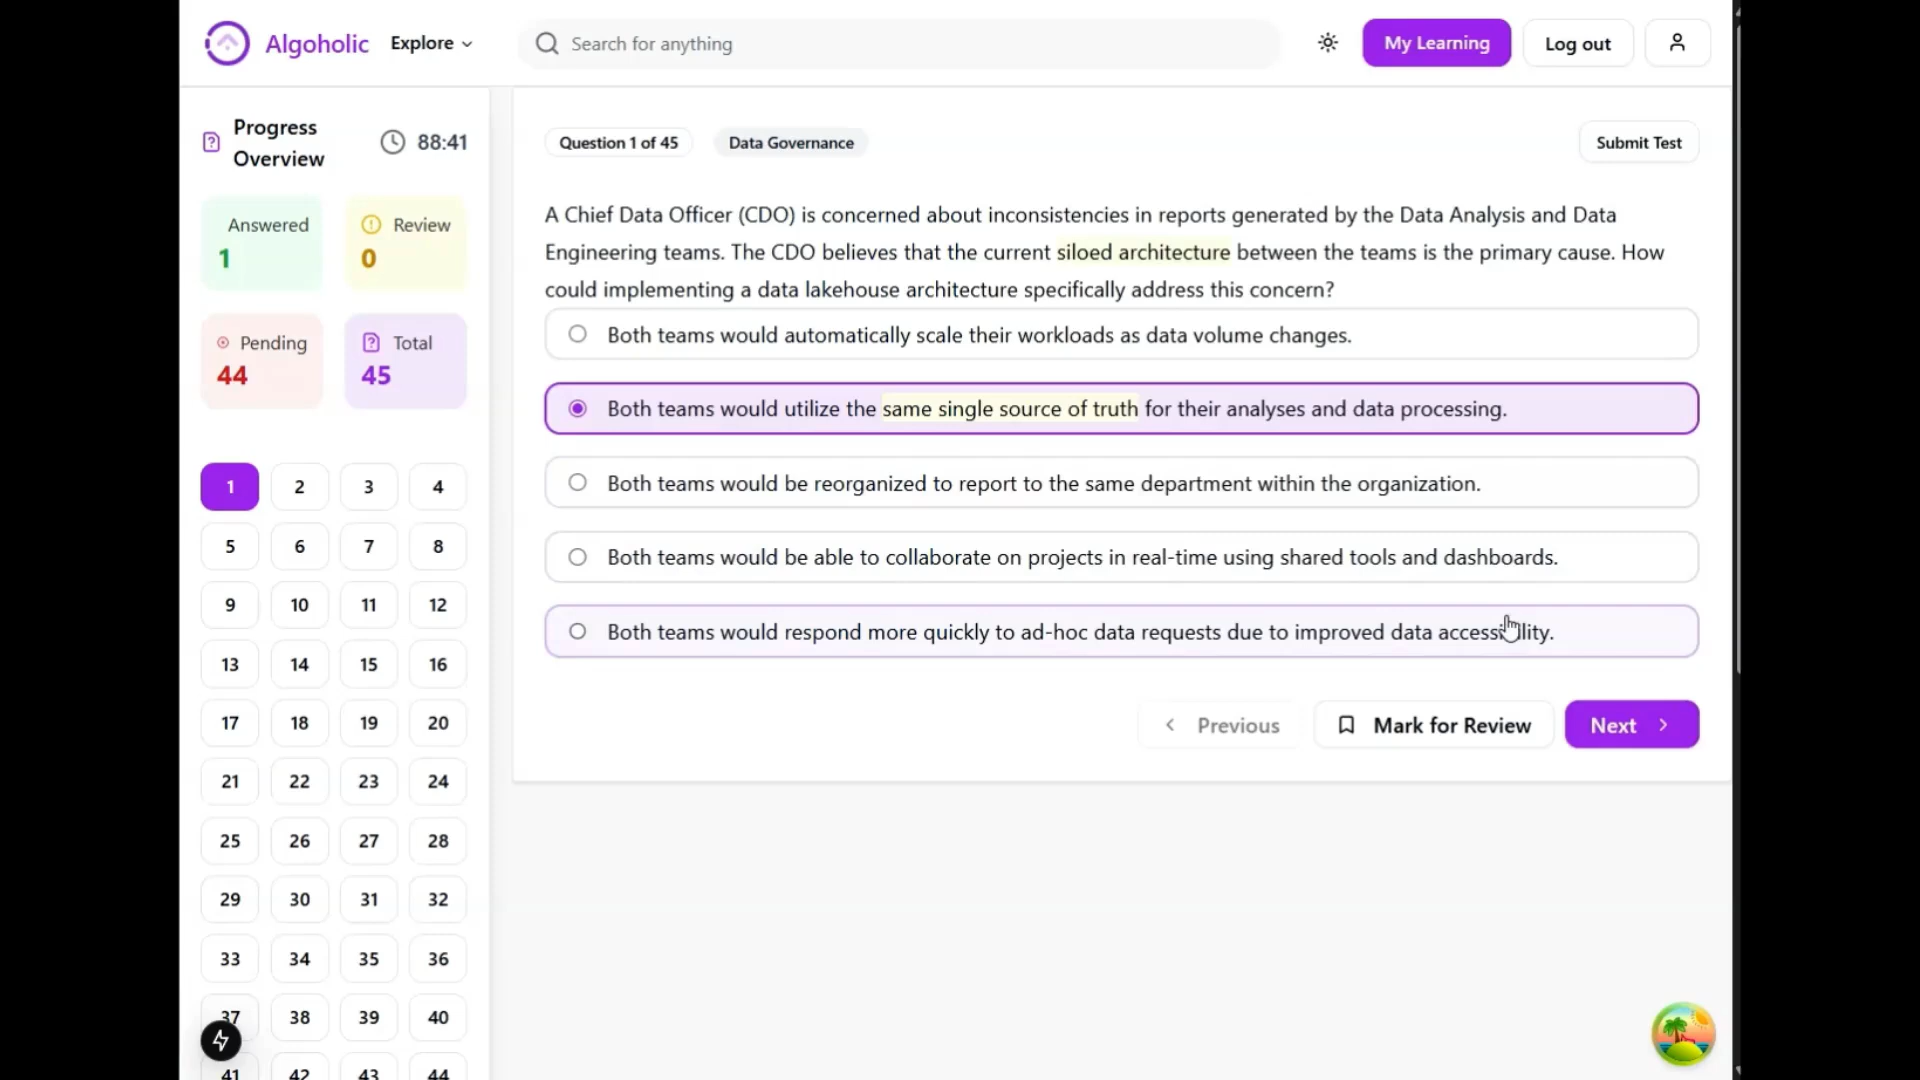 Algoholic
Explore
Search for anything
My Learning
Log out
Progress Overview
88:41
Answered
1
Review
0
Pending
44
Total
45
1 2 3 4
5 6 7 8
9 10 11 12
13 14 15 16
17 18 19 20
21 22 23 24
25 26 27 28
29 30 31 32
33 34 35 36
37 38 39 40
41 42 43 44
Question 1 of 45
Data Governance
Submit Test
A Chief Data Officer (CDO) is concerned about inconsistencies in reports generated by the Data Analysis and Data
Engineering teams. The CDO believes that the current siloed architecture between the teams is the primary cause. How
could implementing a data lakehouse architecture specifically address this concern?
Both teams would automatically scale their workloads as data volume changes.
Both teams would utilize the same single source of truth for their analyses and data processing.
Both teams would be reorganized to report to the same department within the organization.
Both teams would be able to collaborate on projects in real-time using shared tools and dashboards.
Both teams would respond more quickly to ad-hoc data requests due to improved data accessibility.
Previous
Mark for Review
Next